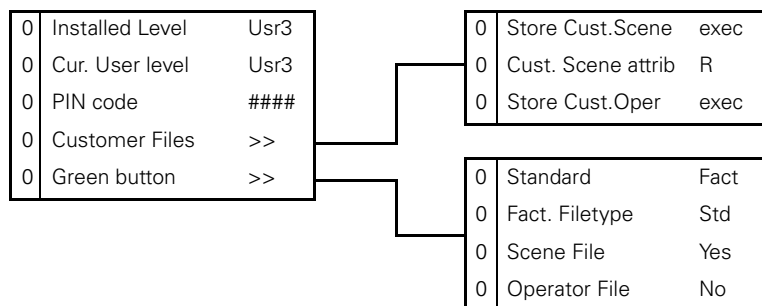 0 Installed Level Usr3
0 Cur. User level Usr3
0 PIN code ####
0 Customer Files >>
0 Green button >>
0 Store Cust.Scene exec
0 Cust. Scene attrib R
0 Store Cust.Oper exec
0 Standard Fact
0 Fact. Filetype Std
0 Scene File Yes
0 Operator File No